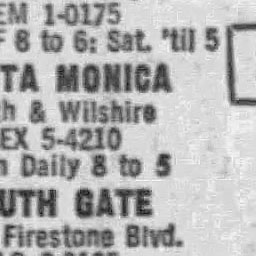 EM 1-0175
F 8 to 6; Sat. 'til 5
TA MONICA
h & Wilshire
EX 5-4210
n Daily 8 to 5
UTH GATE
Firestone Blvd.